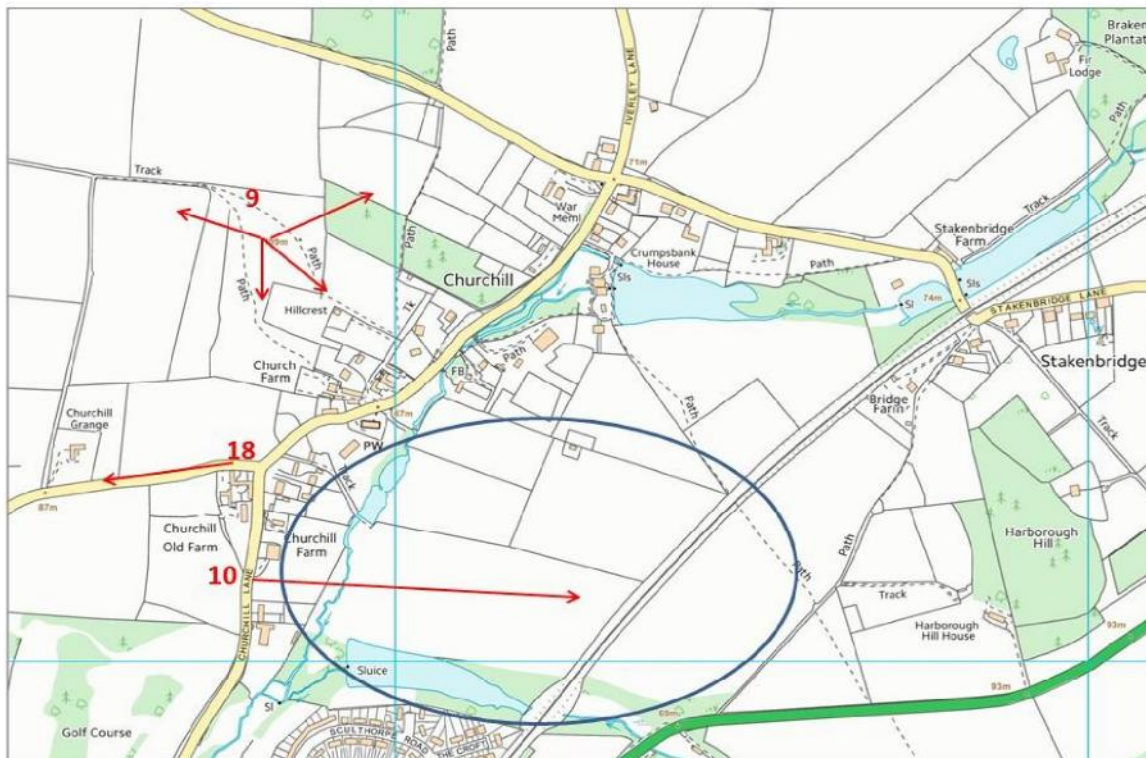 Braken
Plantat
Fir
Lodge
Path
Path
IVERLEY LANE
71m
Track
9
War
Meml
Path
Track
Stakenbridge
Farm
Crumpsbank
House
Path
Path
Churchill
Sls
Sls
Sl
74m
STAKENBRIDGE LANE
Path
Hillcrest
Tk
Path
Stakenbridge
Church
Farm
FB
Path
Bridge
Farm
Track
67m
Churchill
Grange
PW
18
Track
87m
Churchill
Old Farm
Churchill
Farm
Path
Harborough
Hill
10
Path
Track
CHURCHILL LANE
Harborough
Hill House
93m
Sluice
93m
Sl
69m
Golf Course
SCULTHORPE ROAD
THE CROFT